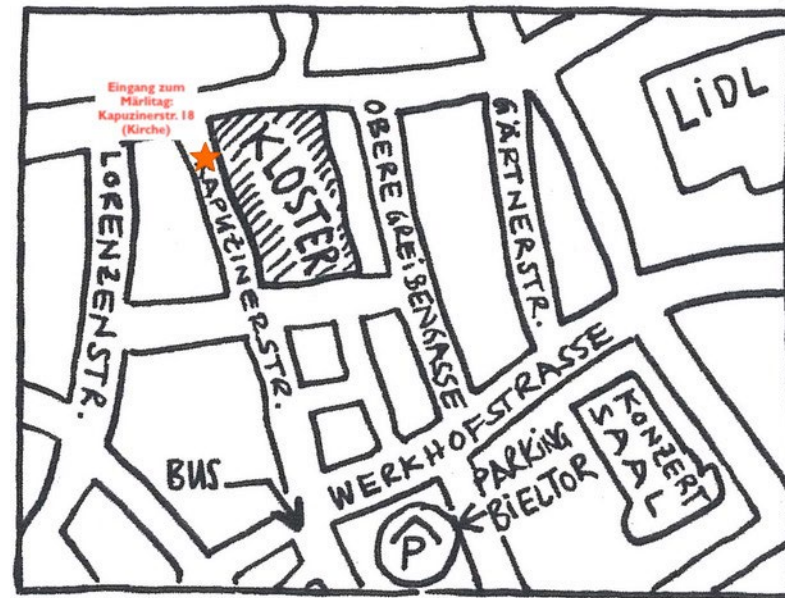 Eingang zum
Märlitag:
Kapuzinerstr. 18
(Kirche)
LORENZENSTR.
KAPUZINERSTR.
KLOSTER
OBERE GREIBENGASSE
GÄRTNERSTR.
LiDL
WERKHOFSTRASSE
BUS
PARKING
BiELTOR
P
KONZERT
SAAL